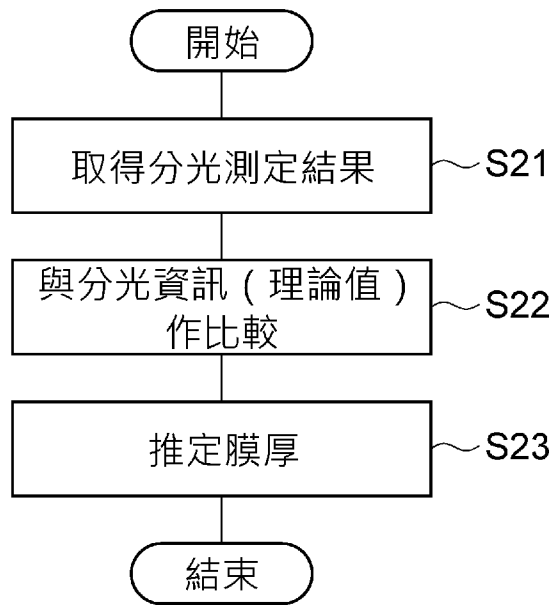 開始
取得分光測定結果
S21
與分光資訊(理論值)
作比較
S22
推定膜厚
S23
結束